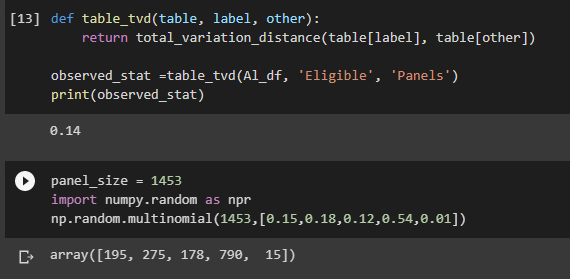 [13] def table_tvd(table, label, other):
return total_variation_distance(table[label], table[other])
observed_stat =table_tvd(Al_df, 'Eligible', 'Panels')
print(observed_stat)
0.14
panel_size = 1453
import numpy.random as npr
np.random.multinomial(1453,[0.15,0.18,0.12,0.54,0.01])
array([195, 275, 178, 790,  15])